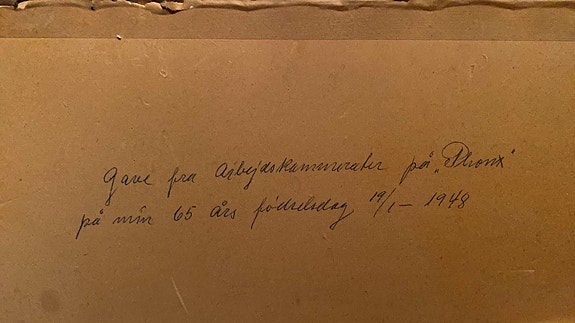 Gave fra Arbejdskammerater på „Phønix"
på min 65 års fødselsdag 19/1 – 1948